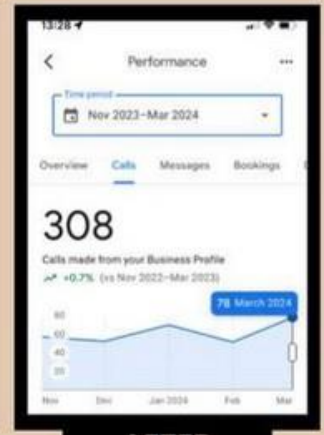 13:28
Performance
Time period
Nov 2023–Mar 2024
Overview Calls Messages Bookings
308
Calls made from your Business Profile
+0.7% (vs Nov 2022–Mar 2023)
78 March 2024
80
60
40
20
Nov Dec Jan 2024 Feb Mar